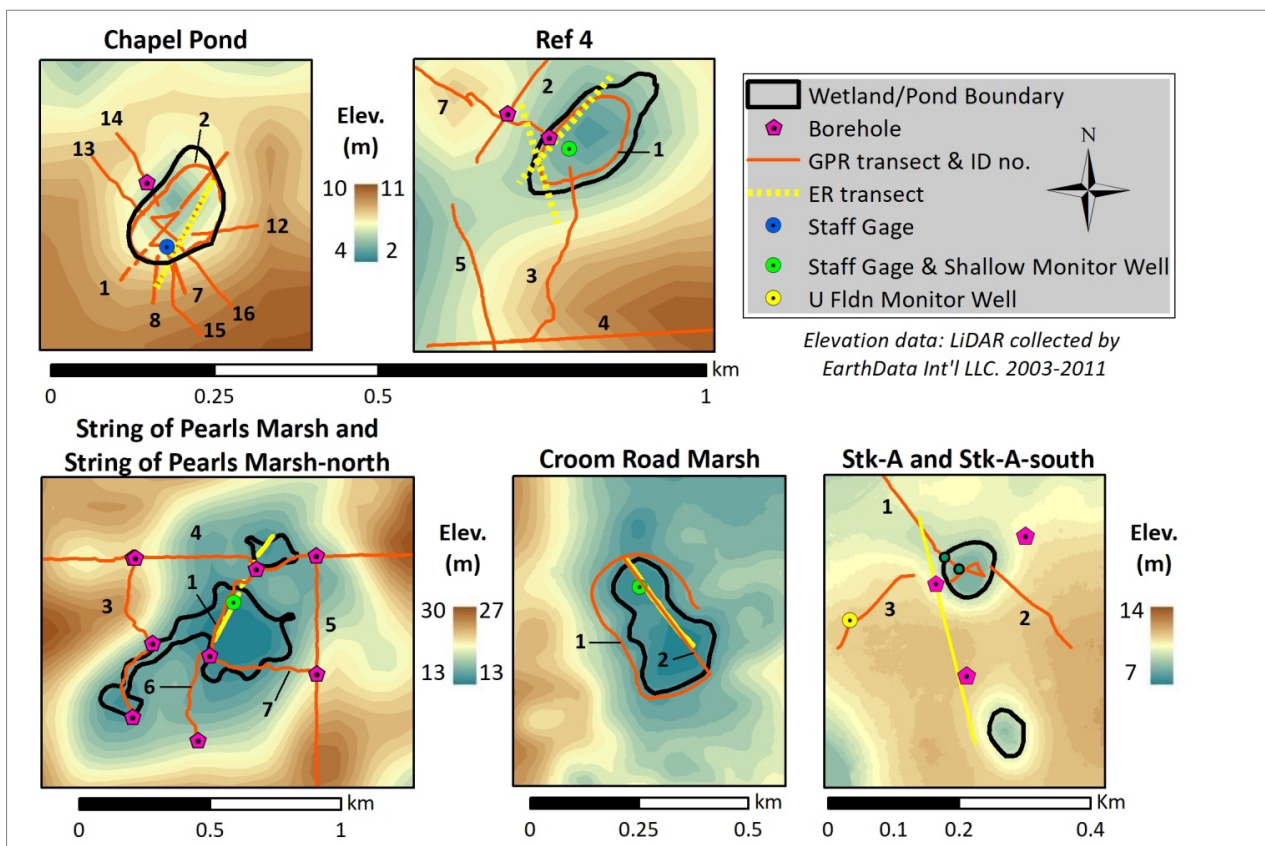 Chapel Pond
14
2
13
12
1
8
7
15
16
Elev.
(m)
10 11
4 2
Ref 4
2
7
1
5
3
4
Wetland/Pond Boundary
Borehole
GPR transect & ID no.
ER transect
Staff Gage
Staff Gage & Shallow Monitor Well
U Fldn Monitor Well
N
Elevation data: LiDAR collected by
EarthData Int'l LLC. 2003-2011
km
0 0.25 0.5 1
String of Pearls Marsh and
String of Pearls Marsh-north
4
1
3
5
6
7
km
0 0.5 1
Elev.
(m)
30 27
13 13
Croom Road Marsh
1
2
km
0 0.25 0.5
Stk-A and Stk-A-south
1
3
2
Elev.
(m)
14
7
Km
0 0.1 0.2 0.4